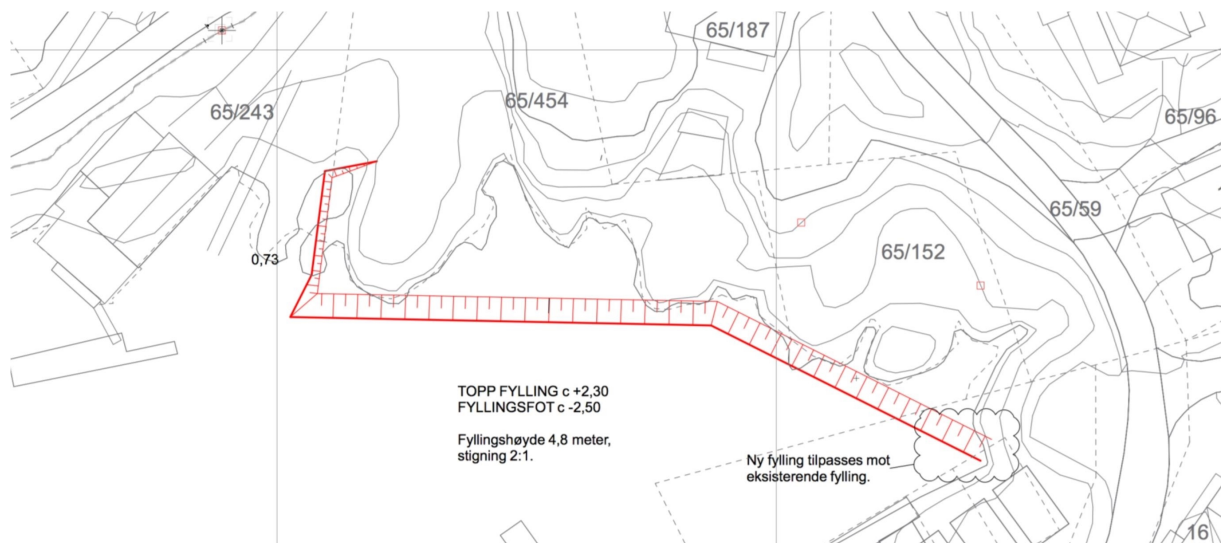 65/187
65/454
65/243
65/96
65/59
65/152
0,73
TOPP FYLLING c +2,30
FYLLINGSFOT c -2,50
Fyllingshøyde 4,8 meter,
stigning 2:1.
Ny fylling tilpasses mot
eksisterende fylling.
16